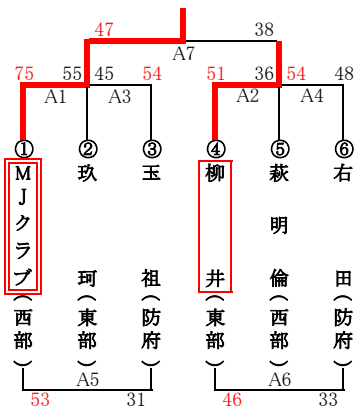 47 38
A7
75 55 45 54 51 36 54 48
A1 A3 A2 A4
① ② ③ ④ ⑤ ⑥
MJクラブ(西部)
玖珂(東部)
玉祖(防府)
柳井(東部)
萩明倫(西部)
右田(防府)
A5 A6
53 31 46 33